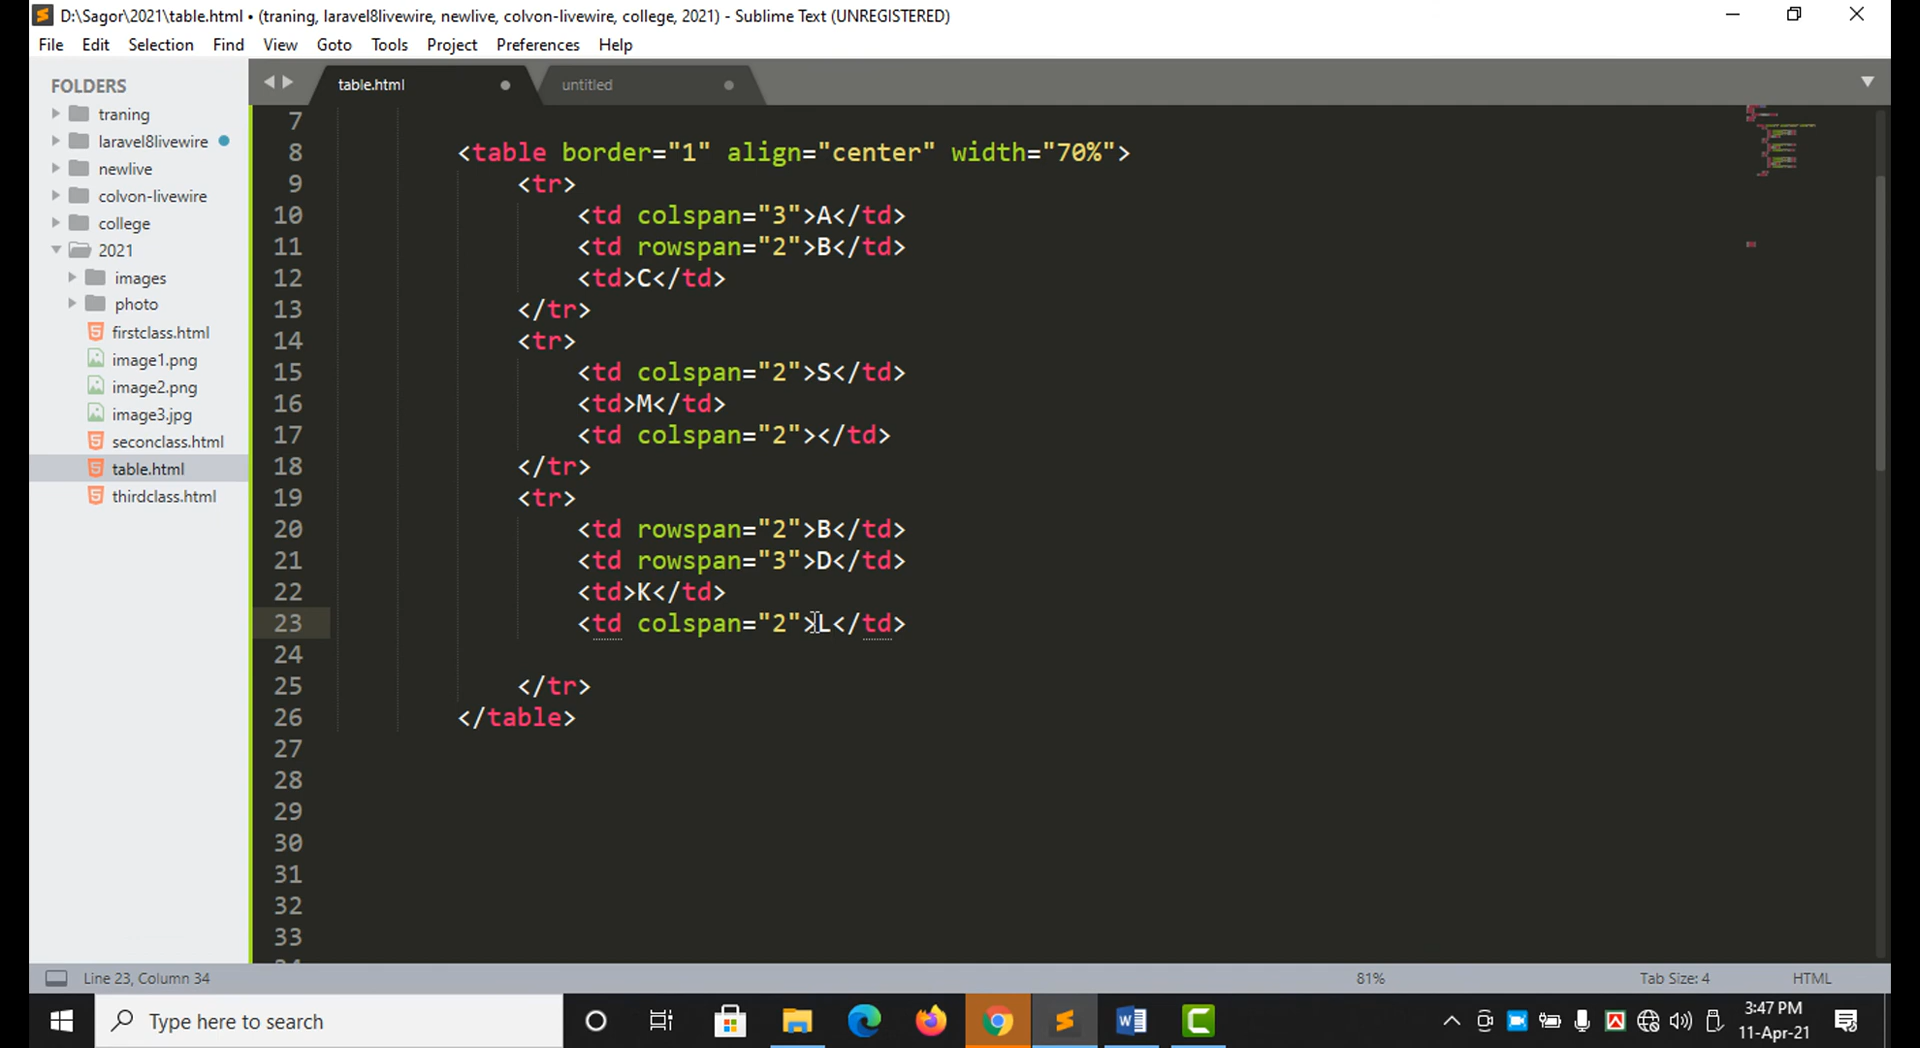 D:\Sagor\2021\table.html • (traning, laravel8livewire, newlive, colvon-livewire, college, 2021) - Sublime Text (UNREGISTERED)
File Edit Selection Find View Goto Tools Project Preferences Help
FOLDERS
traning
laravel8livewire
newlive
colvon-livewire
college
2021
images
photo
firstclass.html
image1.png
image2.png
image3.jpg
seconclass.html
table.html
thirdclass.html
table.html untitled
7
8 <table border="1" align="center" width="70%">
9 <tr>
10 <td colspan="3">A</td>
11 <td rowspan="2">B</td>
12 <td>C</td>
13 </tr>
14 <tr>
15 <td colspan="2">S</td>
16 <td>M</td>
17 <td colspan="2"></td>
18 </tr>
19 <tr>
20 <td rowspan="2">B</td>
21 <td rowspan="3">D</td>
22 <td>K</td>
23 <td colspan="2">L</td>
24
25 </tr>
26 </table>
27
28
29
30
31
32
33
Line 23, Column 34 81% Tab Size: 4 HTML
Type here to search
3:47 PM
11-Apr-21